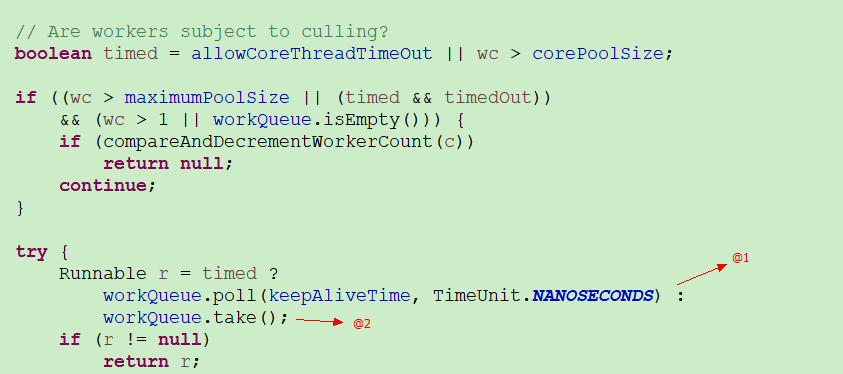 // Are workers subject to culling?
boolean timed = allowCoreThreadTimeOut || wc > corePoolSize;
if ((wc > maximumPoolSize || (timed && timedOut))
    && (wc > 1 || workQueue.isEmpty())) {
    if (compareAndDecrementWorkerCount(c))
        return null;
    continue;
}
try {
    Runnable r = timed ?
@1
        workQueue.poll(keepAliveTime, TimeUnit.NANOSECONDS) :
        workQueue.take(); @2
    if (r != null)
        return r;